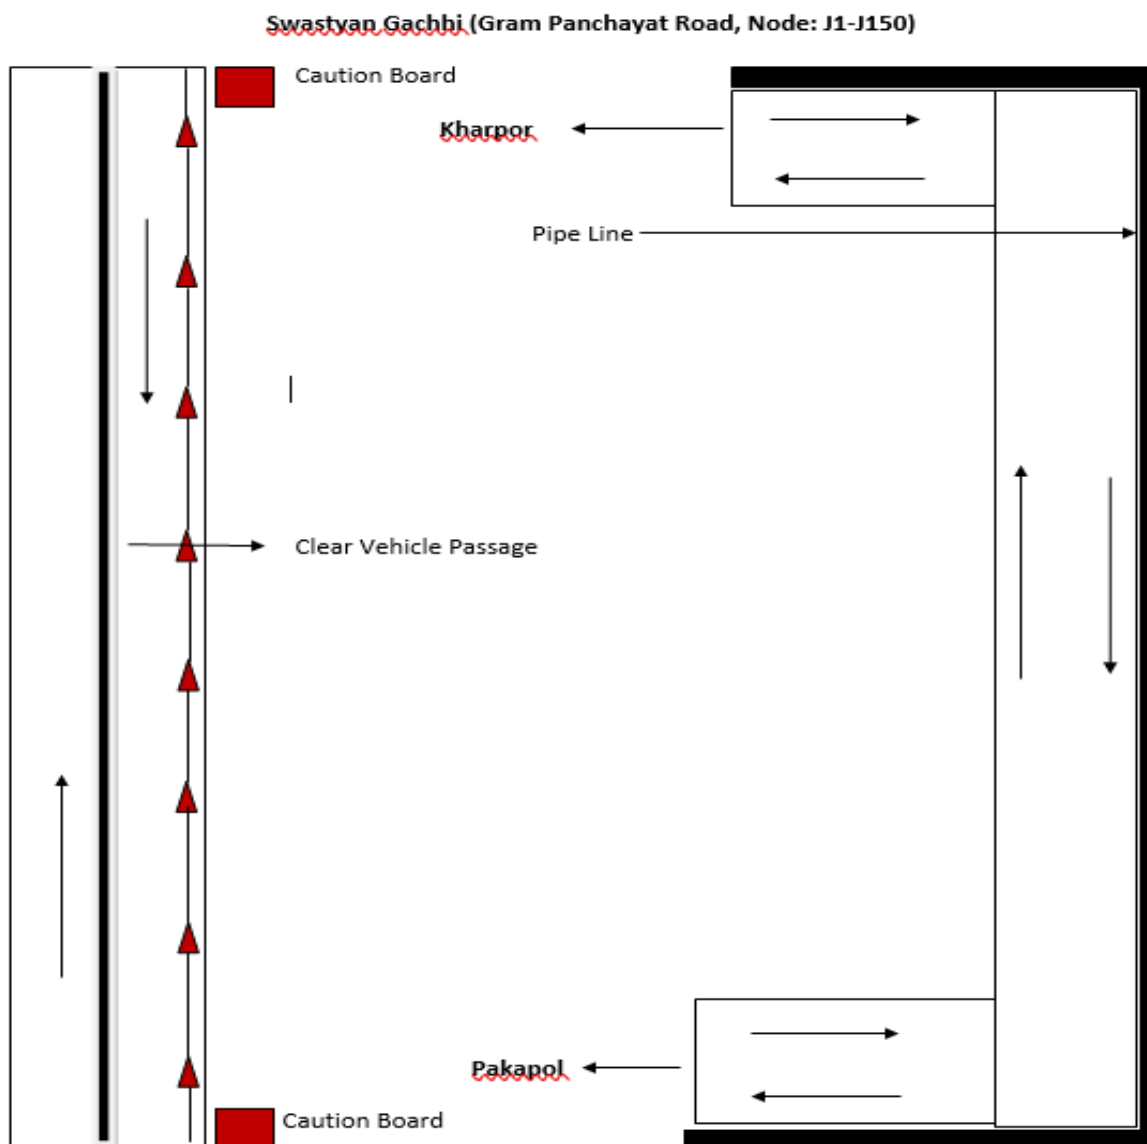 Swastyan Gachhi (Gram Panchayat Road, Node: J1-J150)
Caution Board
Kharpor
Pipe Line
Clear Vehicle Passage
Pakapol
Caution Board